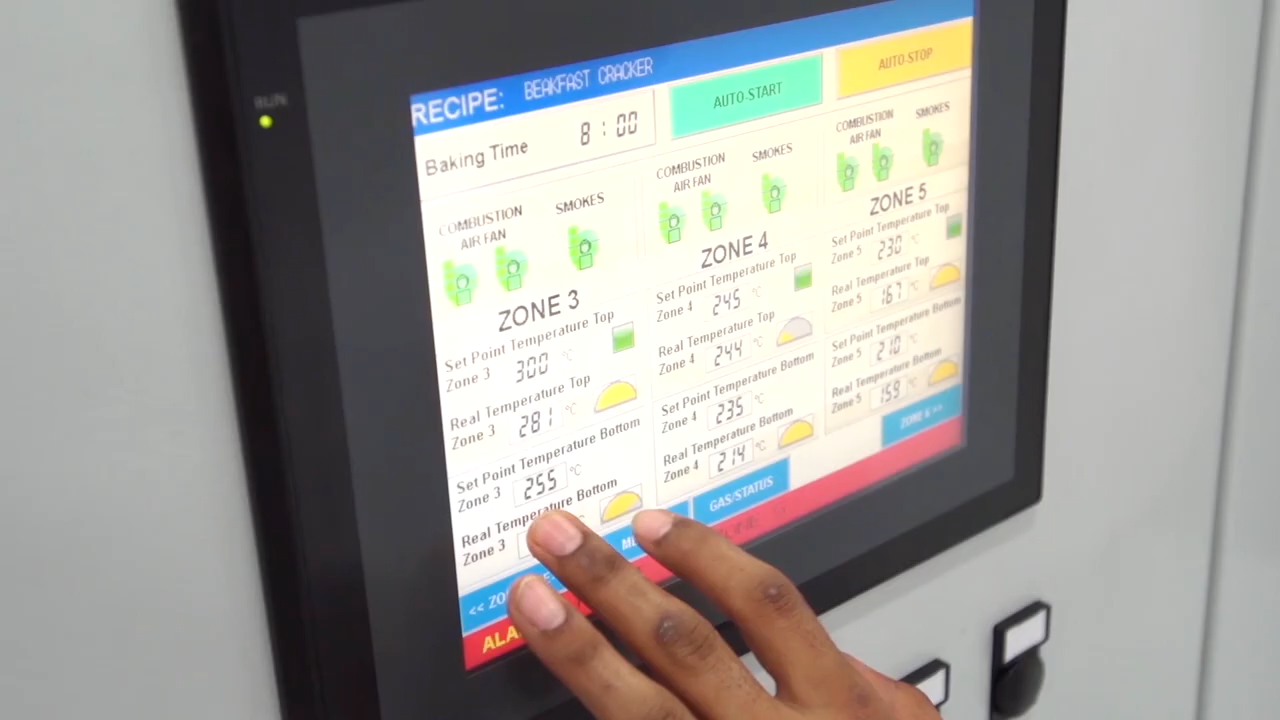 RUN
RECIPE: BEAKFAST CRACKER
Baking Time 8:00
AUTO-START
AUTO-STOP
COMBUSTION
AIR FAN
SMOKES
ZONE 3
Set Point Temperature Top
Zone 3 300 °C
Real Temperature Top
Zone 3 281 °C
Set Point Temperature Bottom
Zone 3 255 °C
Real Temperature Bottom
Zone 3
COMBUSTION
AIR FAN
SMOKES
ZONE 4
Set Point Temperature Top
Zone 4 245 °C
Real Temperature Top
Zone 4 244 °C
Set Point Temperature Bottom
Zone 4 235 °C
Real Temperature Bottom
Zone 4 214 °C
COMBUSTION
AIR FAN
SMOKES
ZONE 5
Set Point Temperature Top
Zone 5 230 °C
Real Temperature Top
Zone 5 167 °C
Set Point Temperature Bottom
Zone 5 210 °C
Real Temperature Bottom
Zone 5 159 °C
ZONE 6 >>
GAS/STATUS